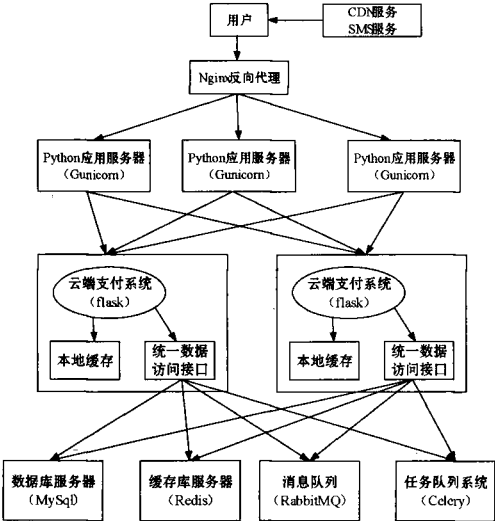 用户
CDN服务
SMS服务
Nginx反向代理
Python应用服务器
（Gunicorn）
Python应用服务器
（Gunicorn）
Python应用服务器
（Gunicorn）
云端支付系统
（flask）
本地缓存
统一数据
访问接口
云端支付系统
（flask）
本地缓存
统一数据
访问接口
数据库服务器
（MySql）
缓存库服务器
（Redis）
消息队列
（RabbitMQ）
任务队列系统
（Celery）